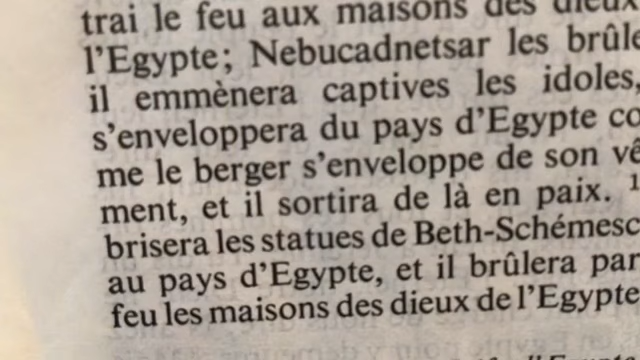 trai le feu aux maisons des dieux
l'Egypte; Nebucadnetsar les brûle
il emmènera captives les idoles,
s'enveloppera du pays d'Egypte co
me le berger s'enveloppe de son vê
ment, et il sortira de là en paix. 1
brisera les statues de Beth-Schémesc
au pays d'Egypte, et il brûlera par
feu les maisons des dieux de l'Egypte